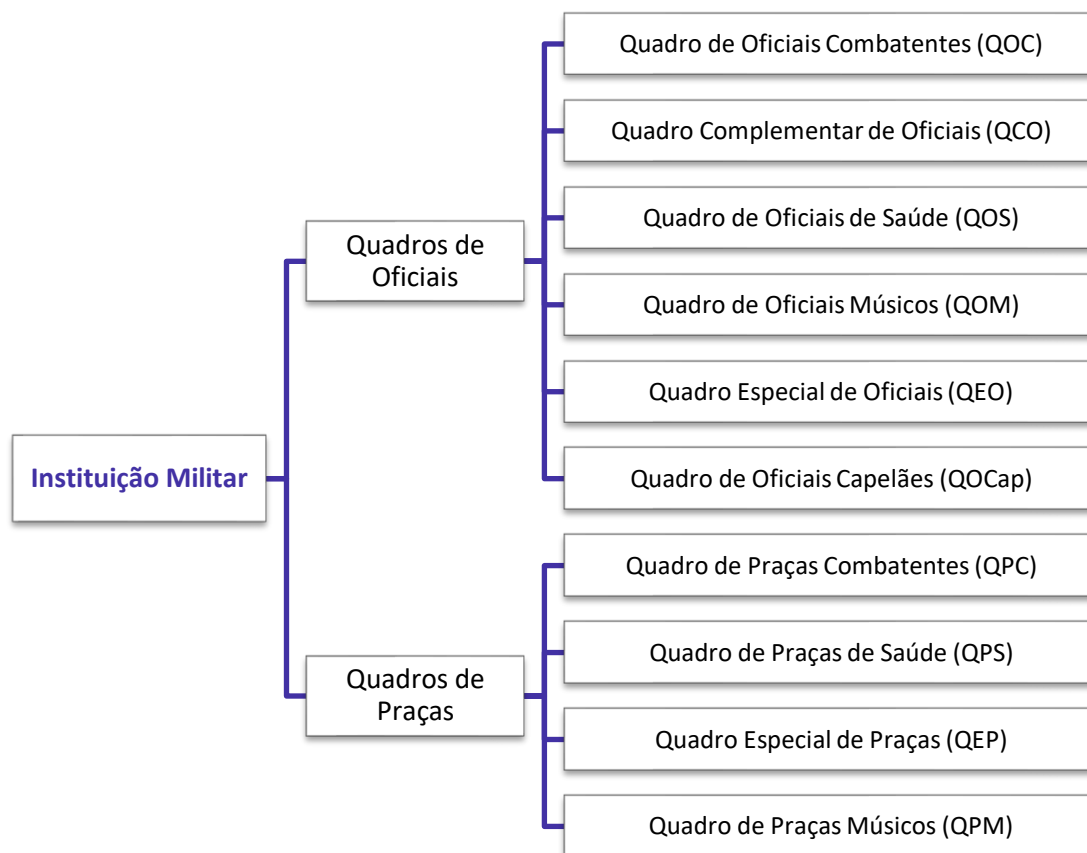 Instituição Militar
Quadros de
Oficiais
Quadro de Oficiais Combatentes (QOC)
Quadro Complementar de Oficiais (QCO)
Quadro de Oficiais de Saúde (QOS)
Quadro de Oficiais Músicos (QOM)
Quadro Especial de Oficiais (QEO)
Quadro de Oficiais Capelães (QOCap)
Quadros de
Praças
Quadro de Praças Combatentes (QPC)
Quadro de Praças de Saúde (QPS)
Quadro Especial de Praças (QEP)
Quadro de Praças Músicos (QPM)